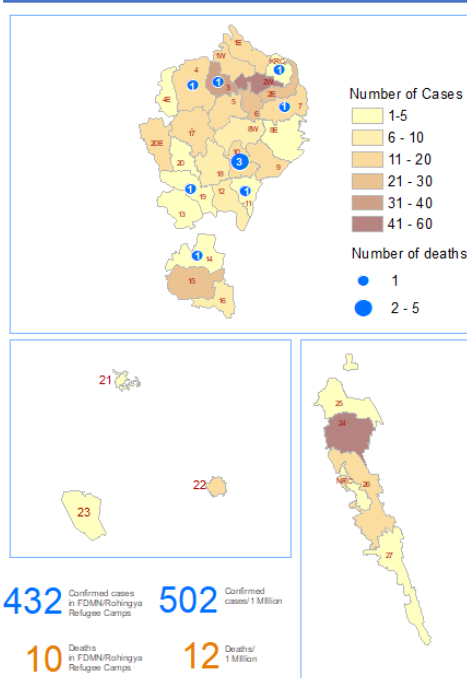 1E
1W
KRC
4
1
2W
1
3
1
4E
2E
1
7
5
6
17
8W
8E
20E
10
3
20
18
9
1
19
12
1
11
13
1
14
15
16
Number of Cases
1-5
6 - 10
11 - 20
21 - 30
31 - 40
41 - 60
Number of deaths
1
2 - 5
21
22
23
25
24
NRC
26
27
432 Confirmed cases
in FDMN/Rohingya
Refugee Camps
502 Confirmed
cases/1 Million
10 Deaths
in FDMN/Rohingya
Refugee Camps
12 Deaths/
1 Million